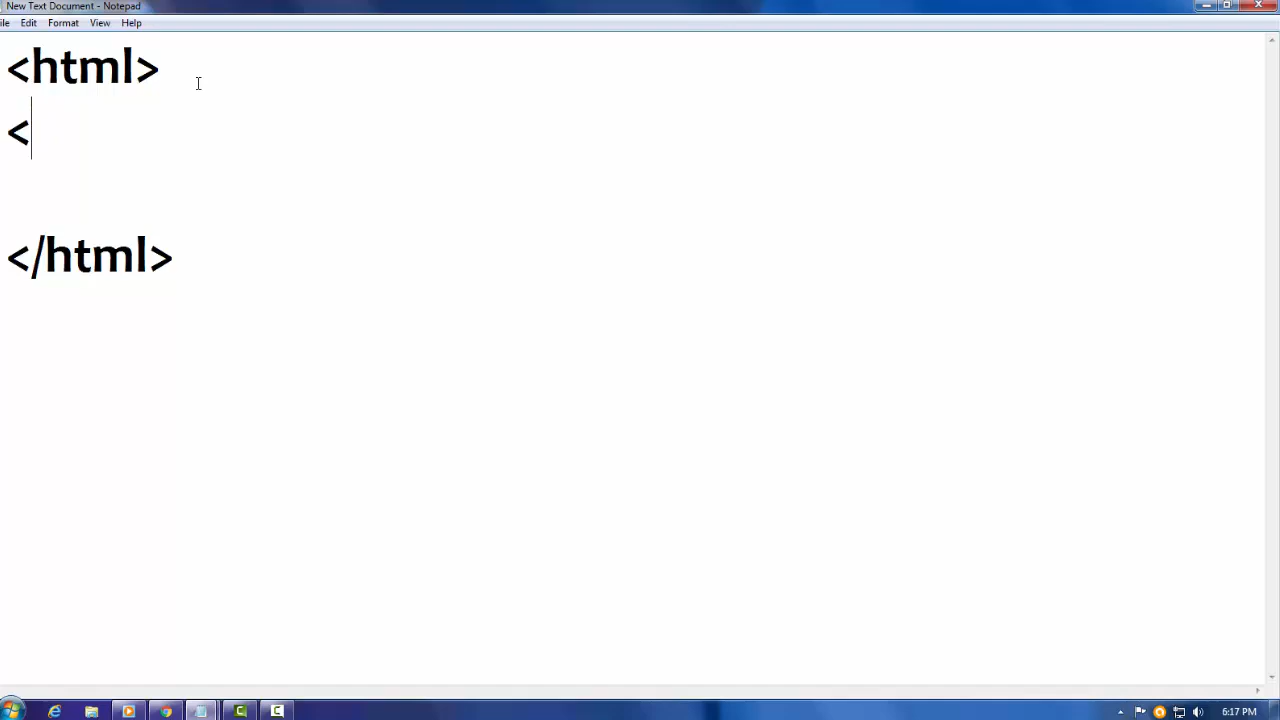 New Text Document - Notepad
ile Edit Format View Help
<html>
<
</html>
6:17 PM